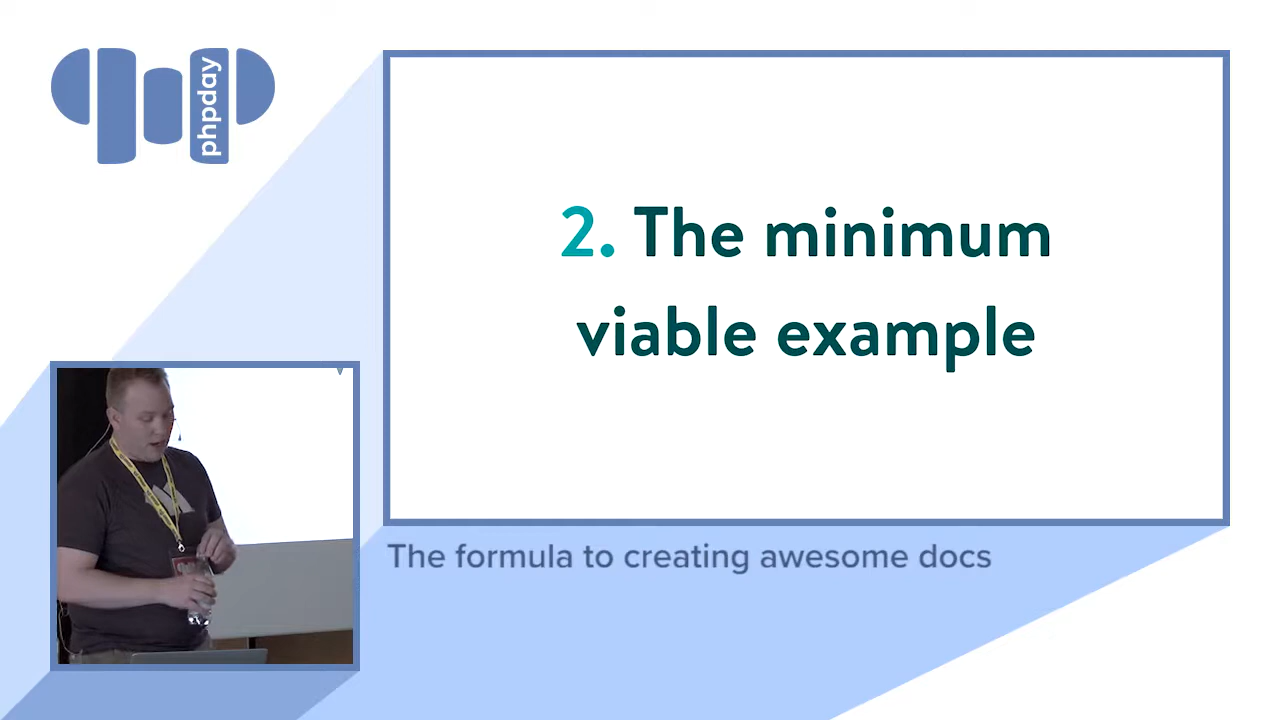 phpday
2. The minimum
viable example
The formula to creating awesome docs